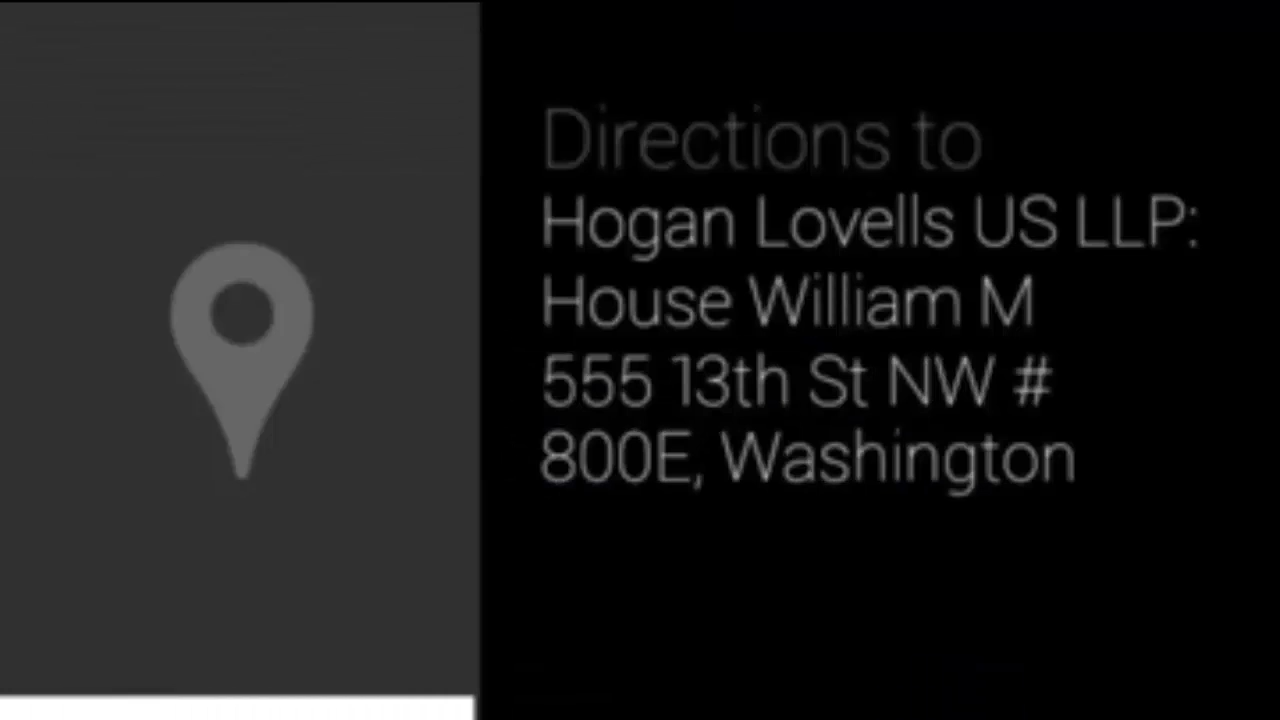 Directions to
Hogan Lovells US LLP:
House William M
555 13th St NW #
800E, Washington